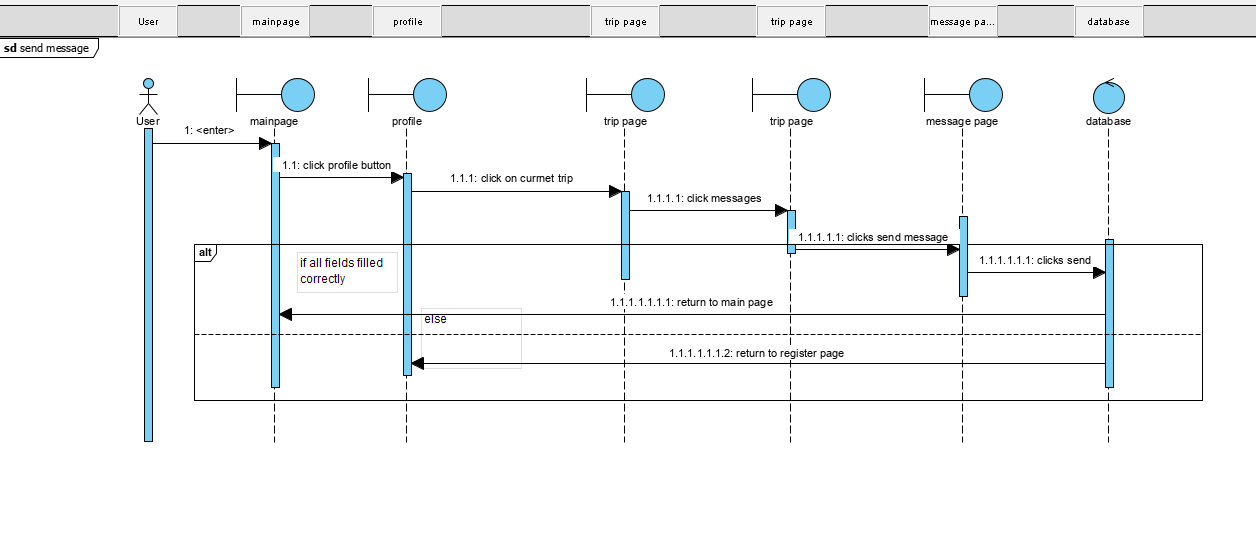 User
mainpage
profile
trip page
trip page
message pa...
database
sd send message
User
mainpage
profile
trip page
trip page
message page
database
1: <enter>
1.1: click profile button
1.1.1: click on curmet trip
1.1.1.1: click messages
1.1.1.1.1: clicks send message
alt
if all fields filled
correctly
1.1.1.1.1.1: clicks send
1.1.1.1.1.1.1: return to main page
else
1.1.1.1.1.1.2: return to register page